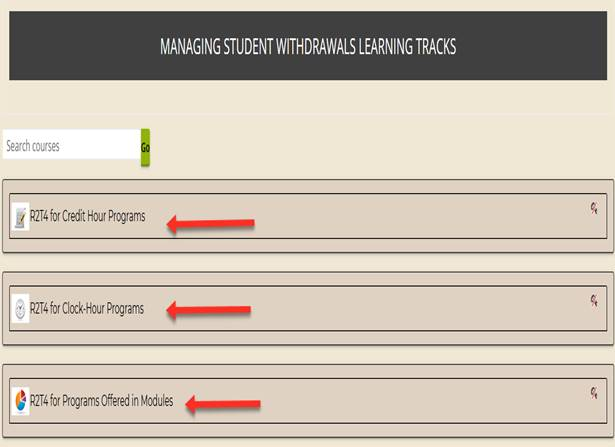 MANAGING STUDENT WITHDRAWALS LEARNING TRACKS
Search courses
Go
R2T4 for Credit Hour Programs
R2T4 for Clock-Hour Programs
R2T4 for Programs Offered in Modules